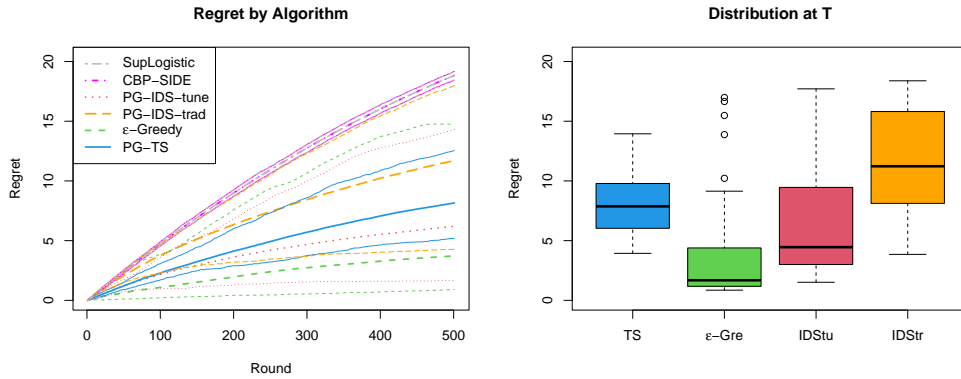 Regret by Algorithm
Regret
20
15
10
5
0
SupLogistic
CBP−SIDE
PG−IDS−tune
PG−IDS−trad
ε−Greedy
PG−TS
0 100 200 300 400 500
Round
Distribution at T
Regret
20
15
10
5
0
TS ε−Gre IDStu IDStr